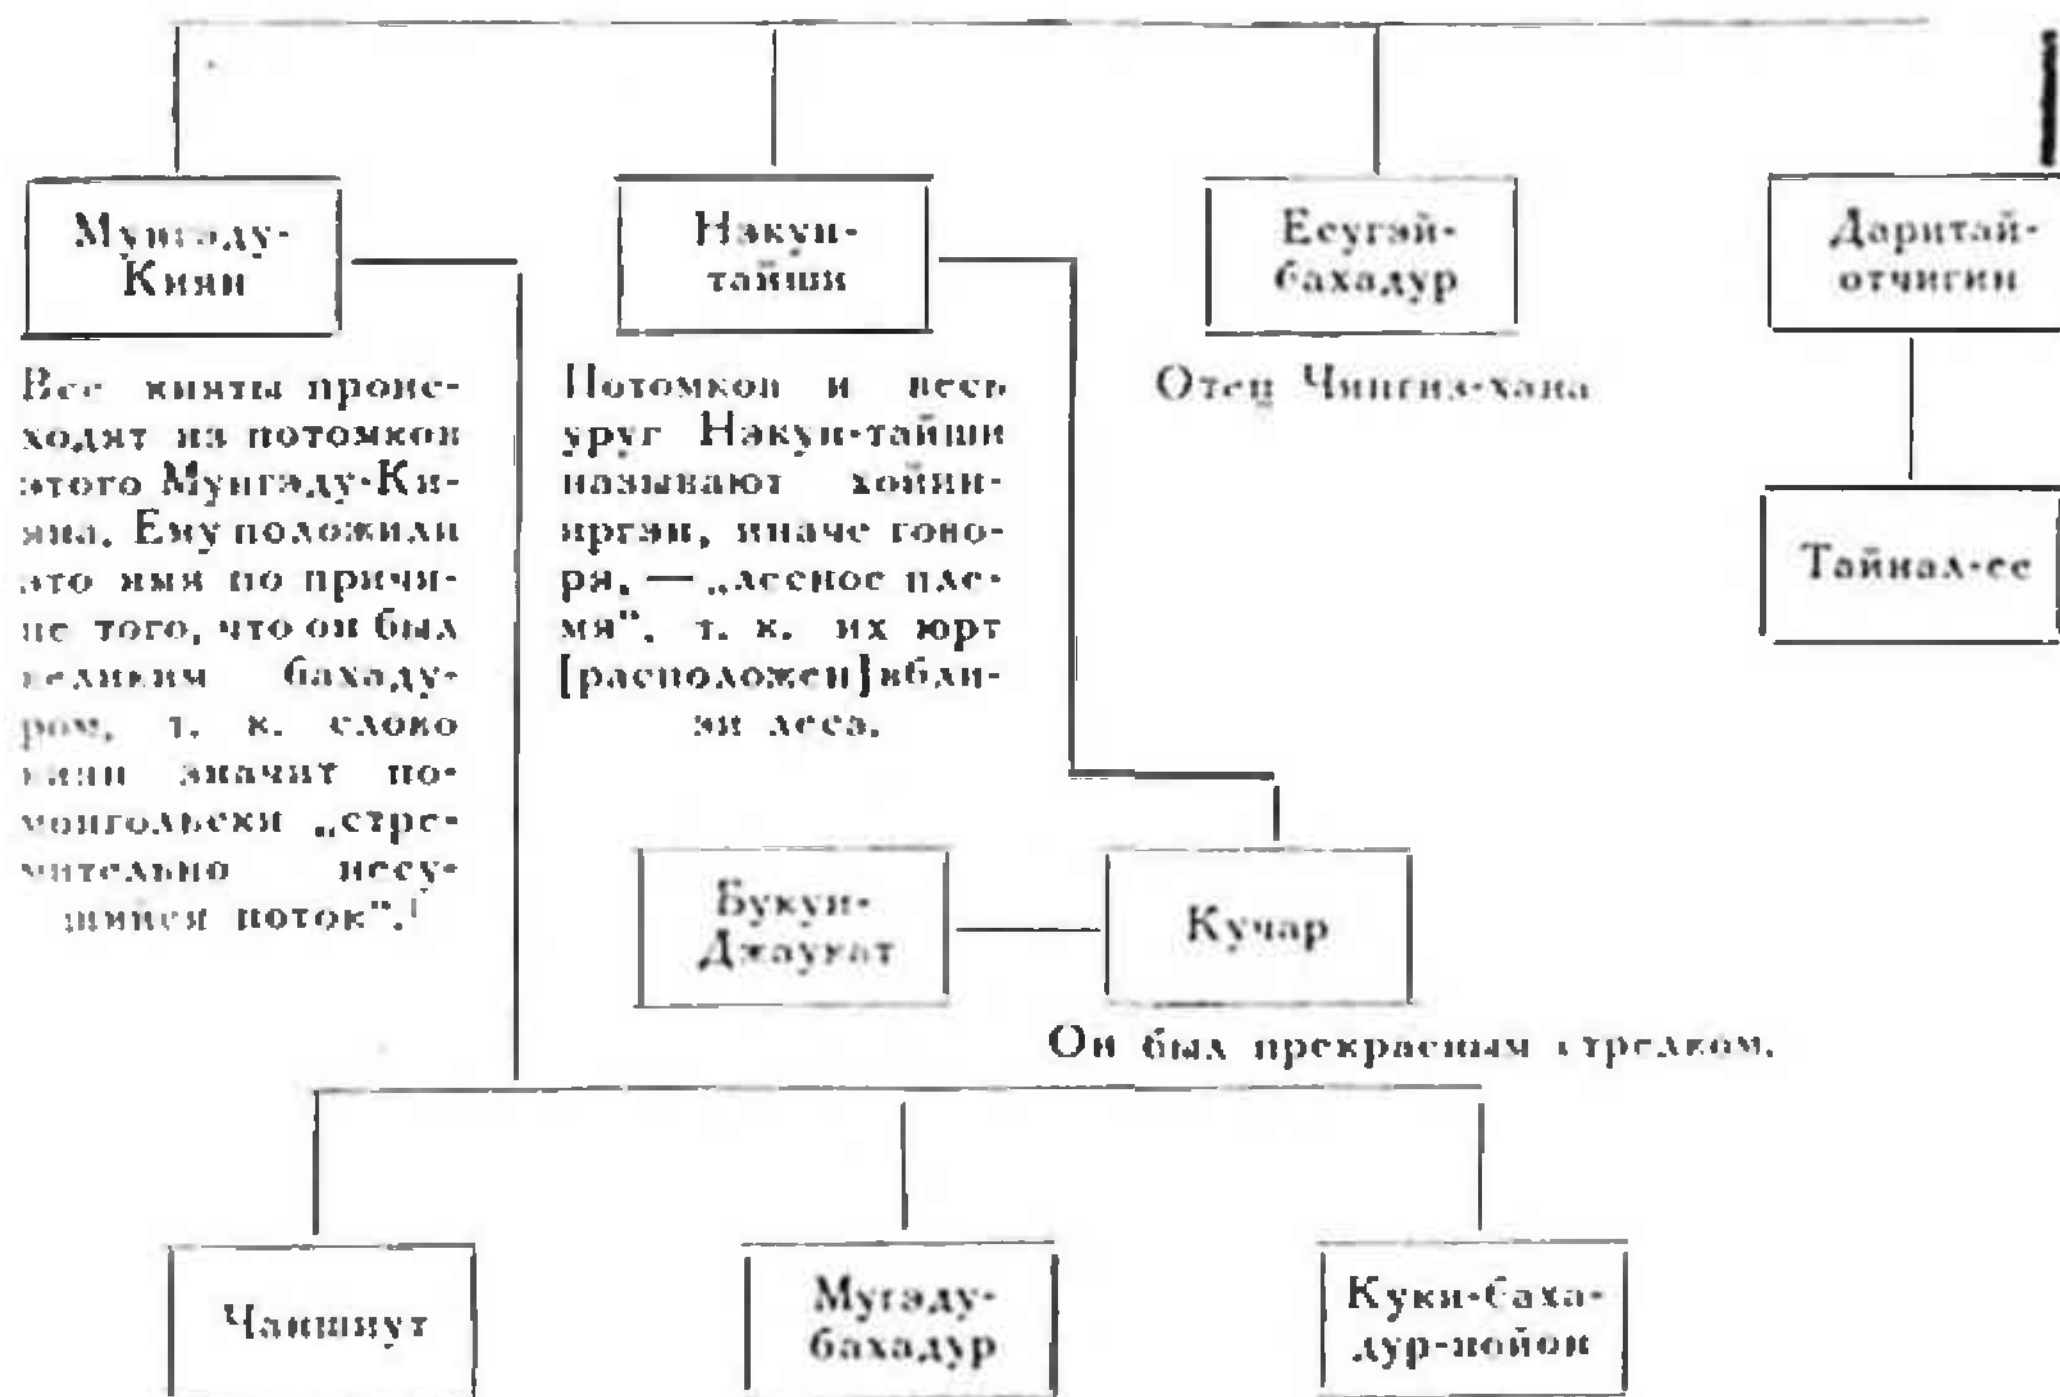 Мунгэду-
Киян
Нэкун-
тайши
Есугэй-
бахадур
Даритай-
отчигин
Все кияты проис-
ходят из потомков
этого Мунгэду-Ки-
яна. Ему положили
это имя по причи-
не того, что он был
великим бахаду-
ром, т. к. слово
киян значит по-
монгольски „стре-
мительно несу-
щийся поток".¹
Потомков и весь
уруг Нэкун-тайши
называют хойин-
иргэн, иначе гово-
ря, — „лесное пле-
мя", т. к. их юрт
[расположен] вбли-
зи леса.
Отец Чингиз-хана
Тайнал-ее
Букун-
Джаукат
Кучар
Он был прекрасным стрелком.
Чаншиут
Мугэду-
бахадур
Куки-баха-
дур-нойон